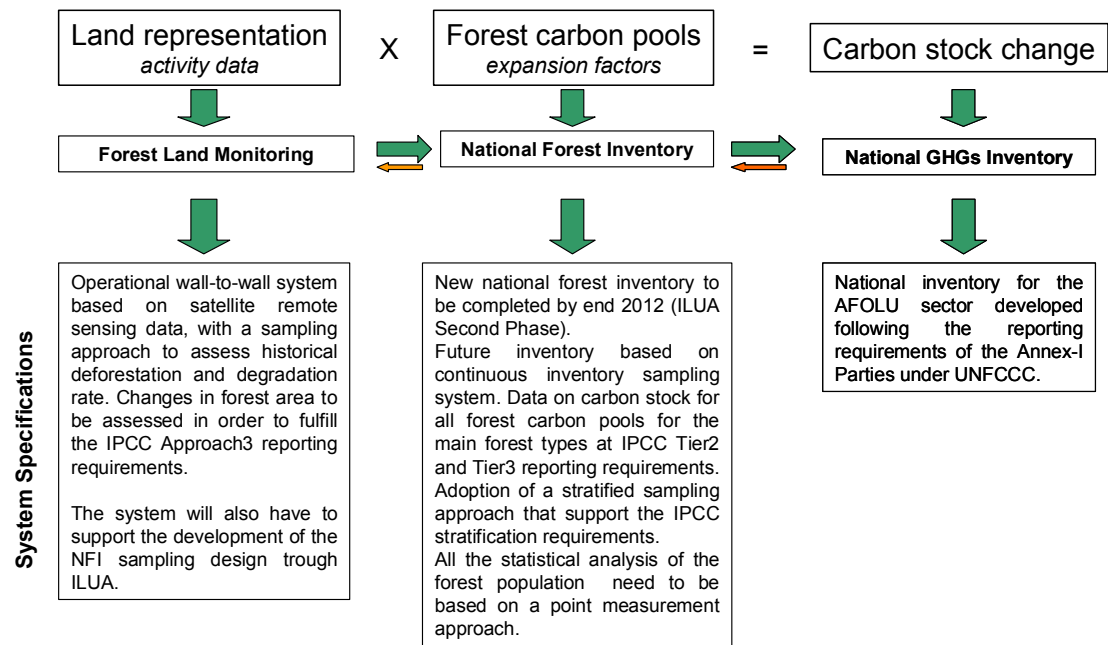 Land representation
activity data
X
Forest carbon pools
expansion factors
=
Carbon stock change
Forest Land Monitoring
National Forest Inventory
National GHGs Inventory
System Specifications
Operational wall-to-wall system
based on satellite remote
sensing data, with a sampling
approach to assess historical
deforestation and degradation
rate. Changes in forest area to
be assessed in order to fulfill
the IPCC Approach3 reporting
requirements.
The system will also have to
support the development of the
NFI sampling design trough
ILUA.
New national forest inventory to
be completed by end 2012 (ILUA
Second Phase).
Future inventory based on
continuous inventory sampling
system. Data on carbon stock for
all forest carbon pools for the
main forest types at IPCC Tier2
and Tier3 reporting requirements.
Adoption of a stratified sampling
approach that support the IPCC
stratification requirements.
All the statistical analysis of the
forest population need to be
based on a point measurement
approach.
National inventory for the
AFOLU sector developed
following the reporting
requirements of the Annex-I
Parties under UNFCCC.